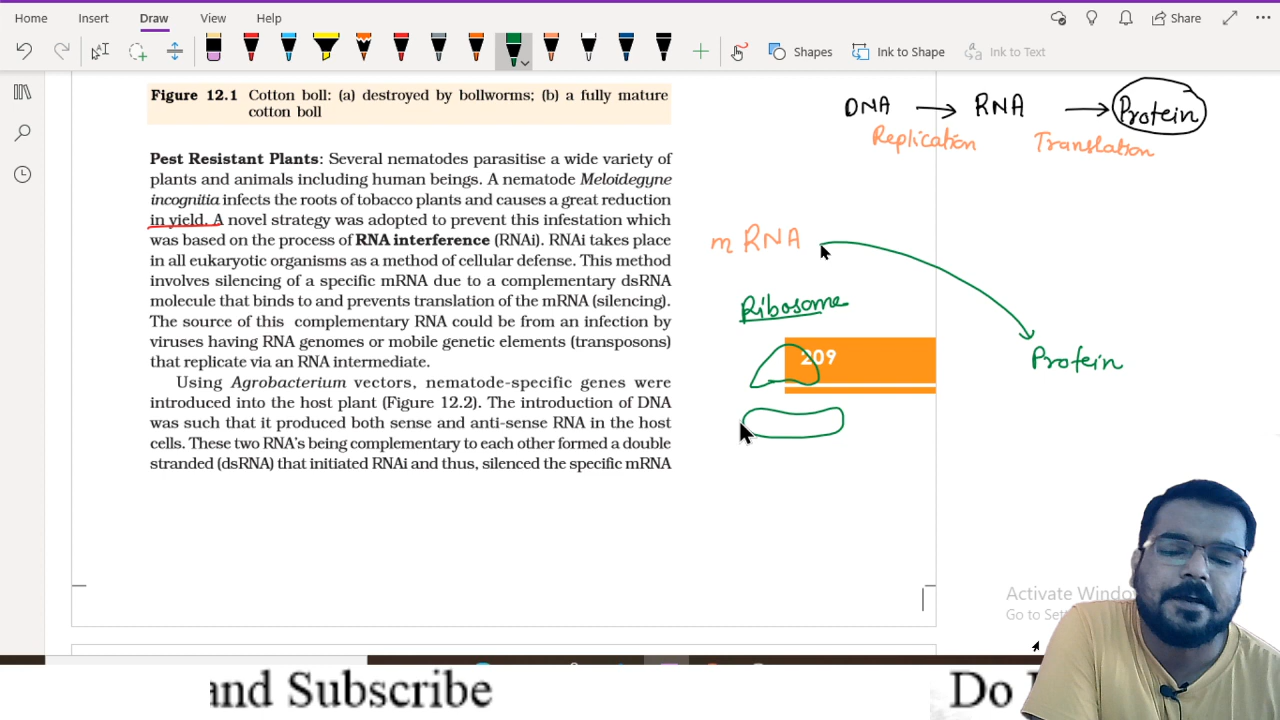 Home Insert Draw View Help Share
Shapes Ink to Shape Ink to Text
Figure 12.1 Cotton boll: (a) destroyed by bollworms; (b) a fully mature
cotton boll
DNA → RNA → Protein
Replication Translation
Pest Resistant Plants: Several nematodes parasitise a wide variety of
plants and animals including human beings. A nematode Meloidegyne
incognitia infects the roots of tobacco plants and causes a great reduction
in yield. A novel strategy was adopted to prevent this infestation which
was based on the process of RNA interference (RNAi). RNAi takes place
in all eukaryotic organisms as a method of cellular defense. This method
involves silencing of a specific mRNA due to a complementary dsRNA
molecule that binds to and prevents translation of the mRNA (silencing).
The source of this complementary RNA could be from an infection by
viruses having RNA genomes or mobile genetic elements (transposons)
that replicate via an RNA intermediate.
Using Agrobacterium vectors, nematode-specific genes were
introduced into the host plant (Figure 12.2). The introduction of DNA
was such that it produced both sense and anti-sense RNA in the host
cells. These two RNA's being complementary to each other formed a double
stranded (dsRNA) that initiated RNAi and thus, silenced the specific mRNA
mRNA
Ribosome
209
Protein
Activate Windo
Go to Set
and Subscribe Do